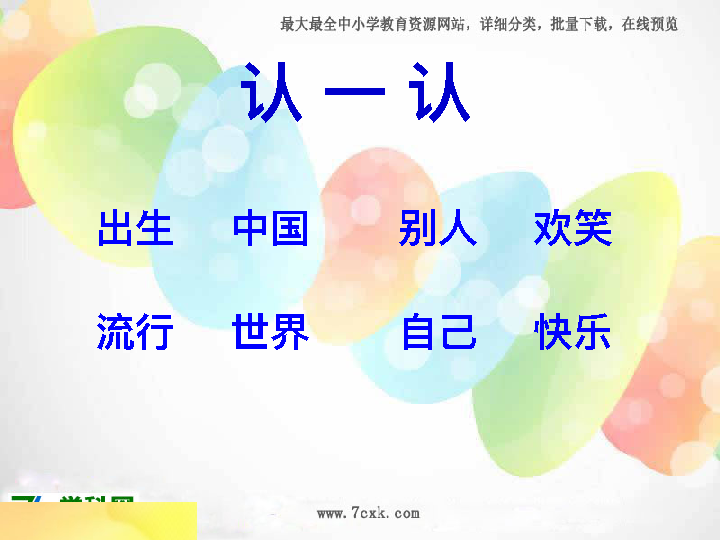 最大最全中小学教育资源网站，详细分类，批量下载，在线预览
认 一 认
出生 中国 别人 欢笑
流行 世界 自己 快乐
www.7cxk.com